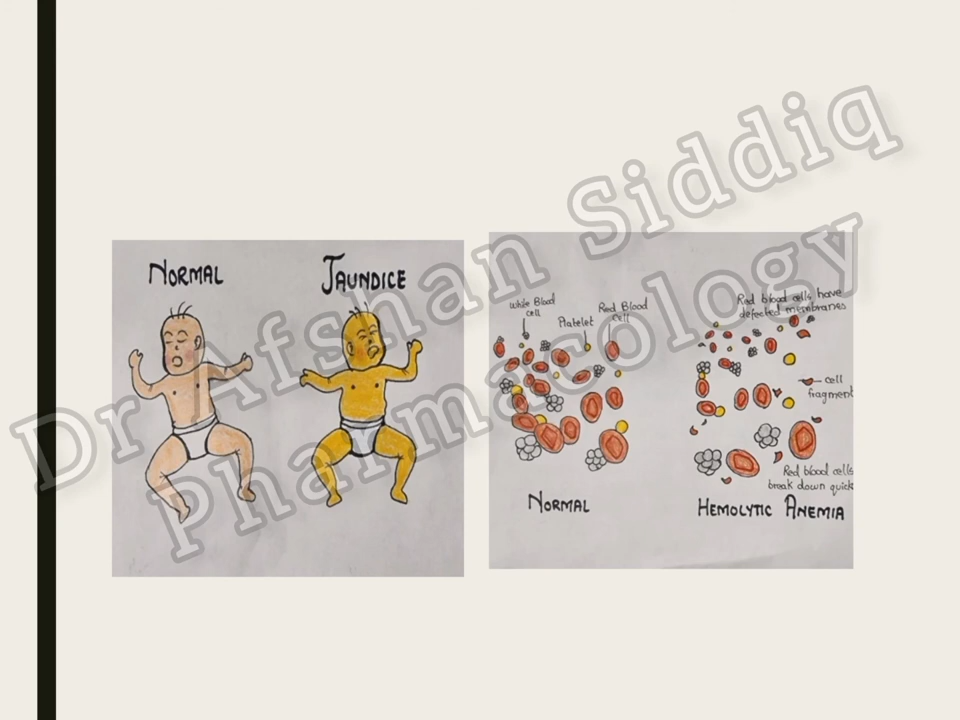 Dr Afshan Siddiq
Pharmacology
NORMAL
JAUNDICE
White Blood
cell
Platelet
Red Blood
Cell
NORMAL
Red blood cells have
defected membranes
cell
fragment
Red blood cells
break down quick
HEMOLYTIC ANEMIA